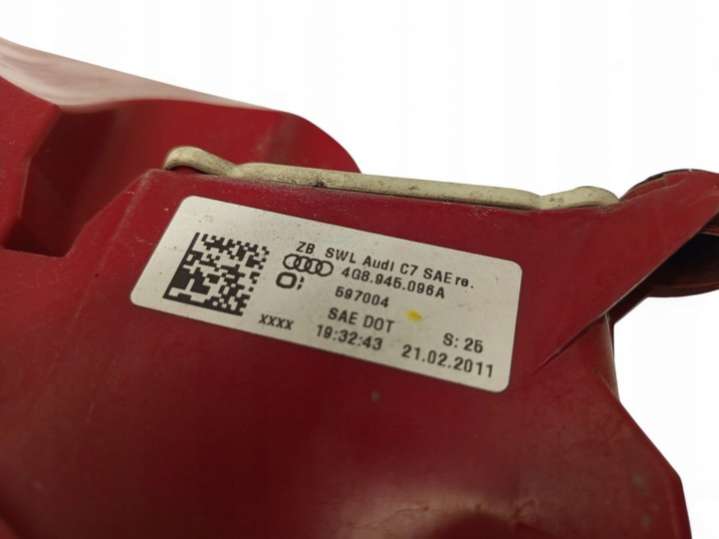 ZB SWL Audi C7 SAE re.
4G8.945.096A
597004
SAE DOT S: 25
xxxx 19:32:43 21.02.2011